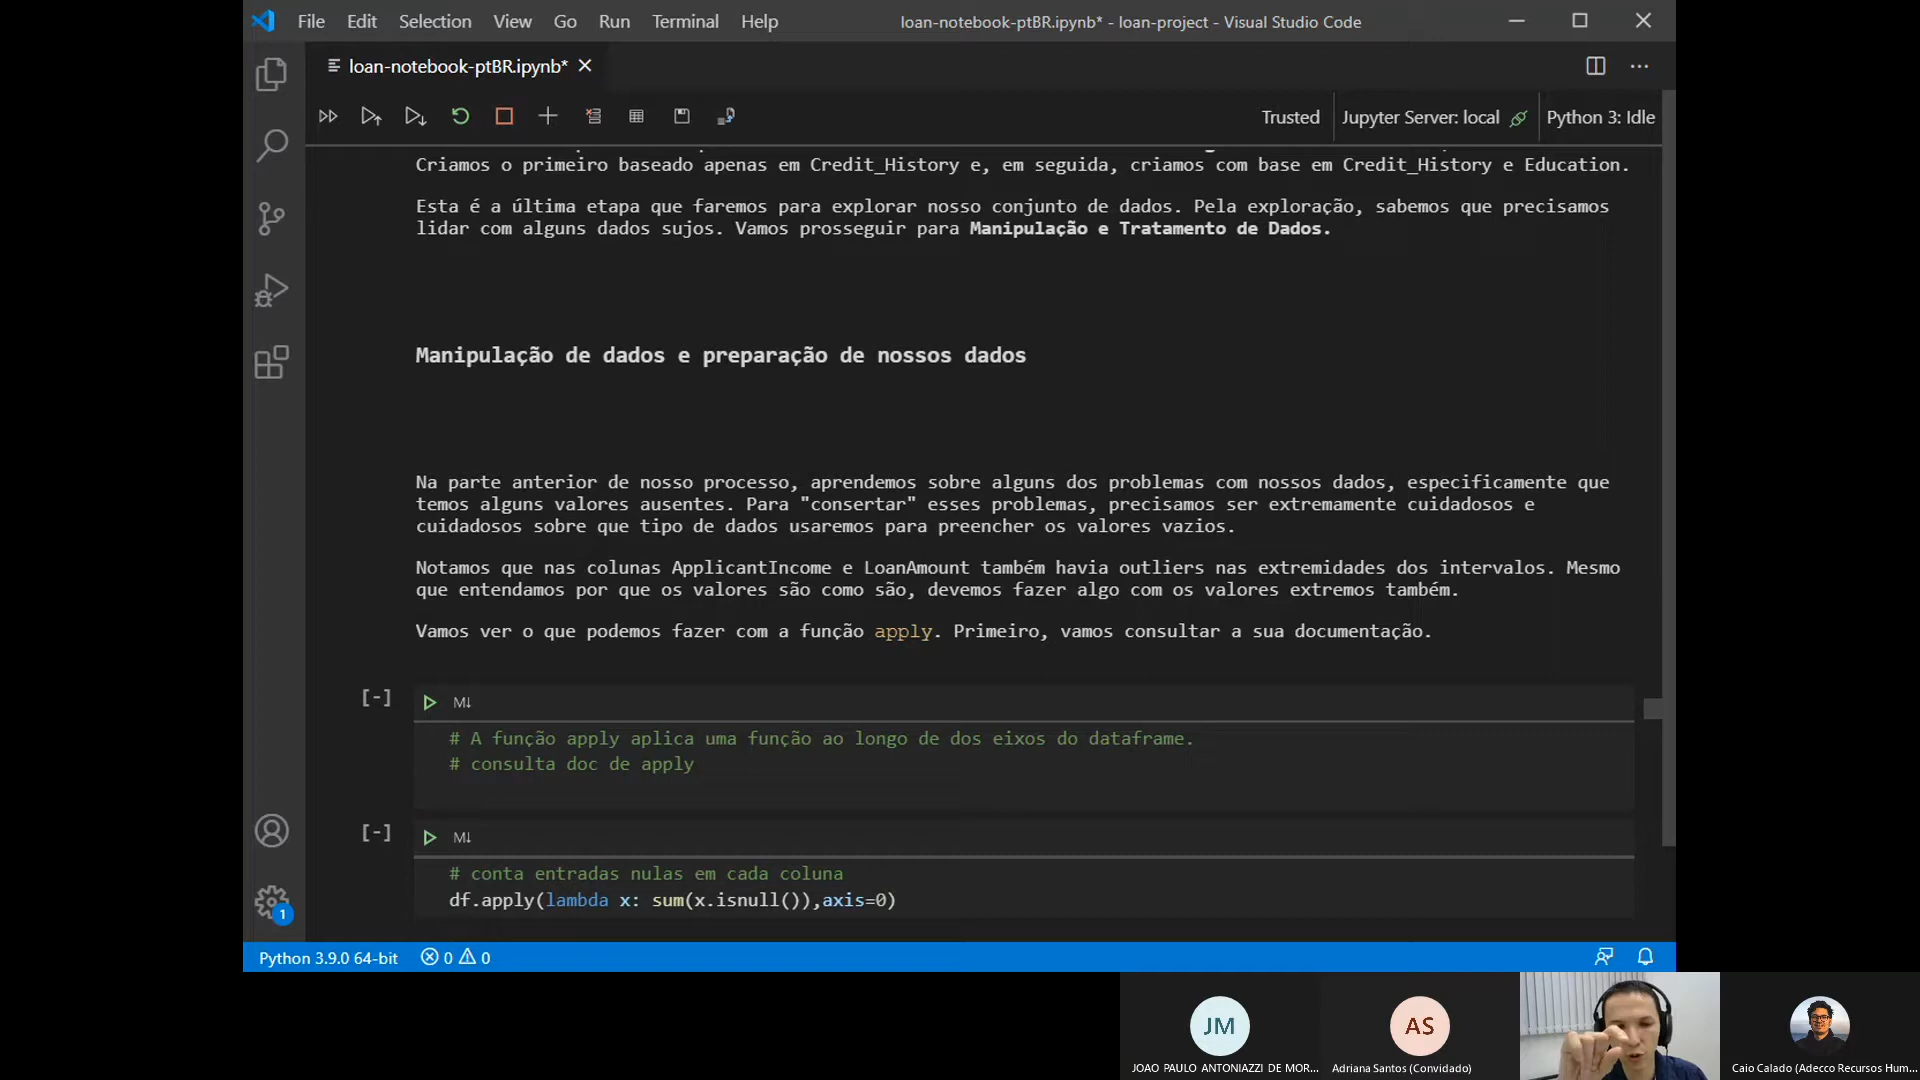 File Edit Selection View Go Run Terminal Help loan-notebook-ptBR.ipynb* - loan-project - Visual Studio Code
loan-notebook-ptBR.ipynb*
Trusted Jupyter Server: local Python 3: Idle
Criamos o primeiro baseado apenas em Credit_History e, em seguida, criamos com base em Credit_History e Education.
Esta é a última etapa que faremos para explorar nosso conjunto de dados. Pela exploração, sabemos que precisamos
lidar com alguns dados sujos. Vamos prosseguir para Manipulação e Tratamento de Dados.
Manipulação de dados e preparação de nossos dados
Na parte anterior de nosso processo, aprendemos sobre alguns dos problemas com nossos dados, especificamente que
temos alguns valores ausentes. Para "consertar" esses problemas, precisamos ser extremamente cuidadosos e
cuidadosos sobre que tipo de dados usaremos para preencher os valores vazios.
Notamos que nas colunas ApplicantIncome e LoanAmount também havia outliers nas extremidades dos intervalos. Mesmo
que entendamos por que os valores são como são, devemos fazer algo com os valores extremos também.
Vamos ver o que podemos fazer com a função apply. Primeiro, vamos consultar a sua documentação.
[-] M↓
# A função apply aplica uma função ao longo de dos eixos do dataframe.
# consulta doc de apply
[-] M↓
# conta entradas nulas em cada coluna
df.apply(lambda x: sum(x.isnull()),axis=0)
1
Python 3.9.0 64-bit 0 0
JM
AS
JOAO PAULO ANTONIAZZI DE MOR...
Adriana Santos (Convidado)
Caio Calado (Adecco Recursos Hum...